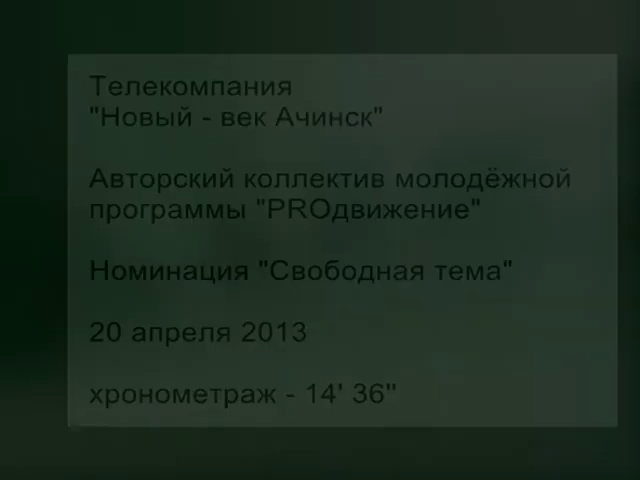 Телекомпания
"Новый - век Ачинск"
Авторский коллектив молодёжной
программы "PROдвижение"
Номинация "Свободная тема"
20 апреля 2013
хронометраж - 14' 36"